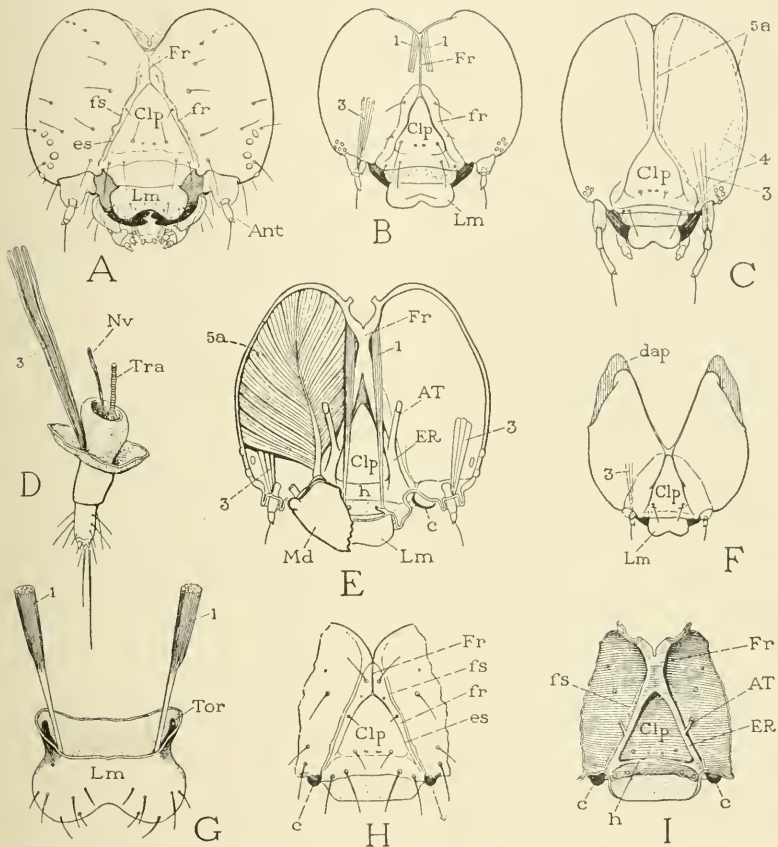 Fr
fs
Clp
fr
es
Lm
Ant
A
1
1
Fr
3
fr
Clp
Lm
B
5a
Clp
4
3
C
Nv
3
Tra
D
5a
Fr
1
AT
Clp
ER
3
3
h
c
Md
Lm
E
dap
3
Clp
Lm
F
1
1
Tor
Lm
G
Fr
fs
fr
Clp
es
c
H
Fr
fs
AT
Clp
ER
c
h
c
I